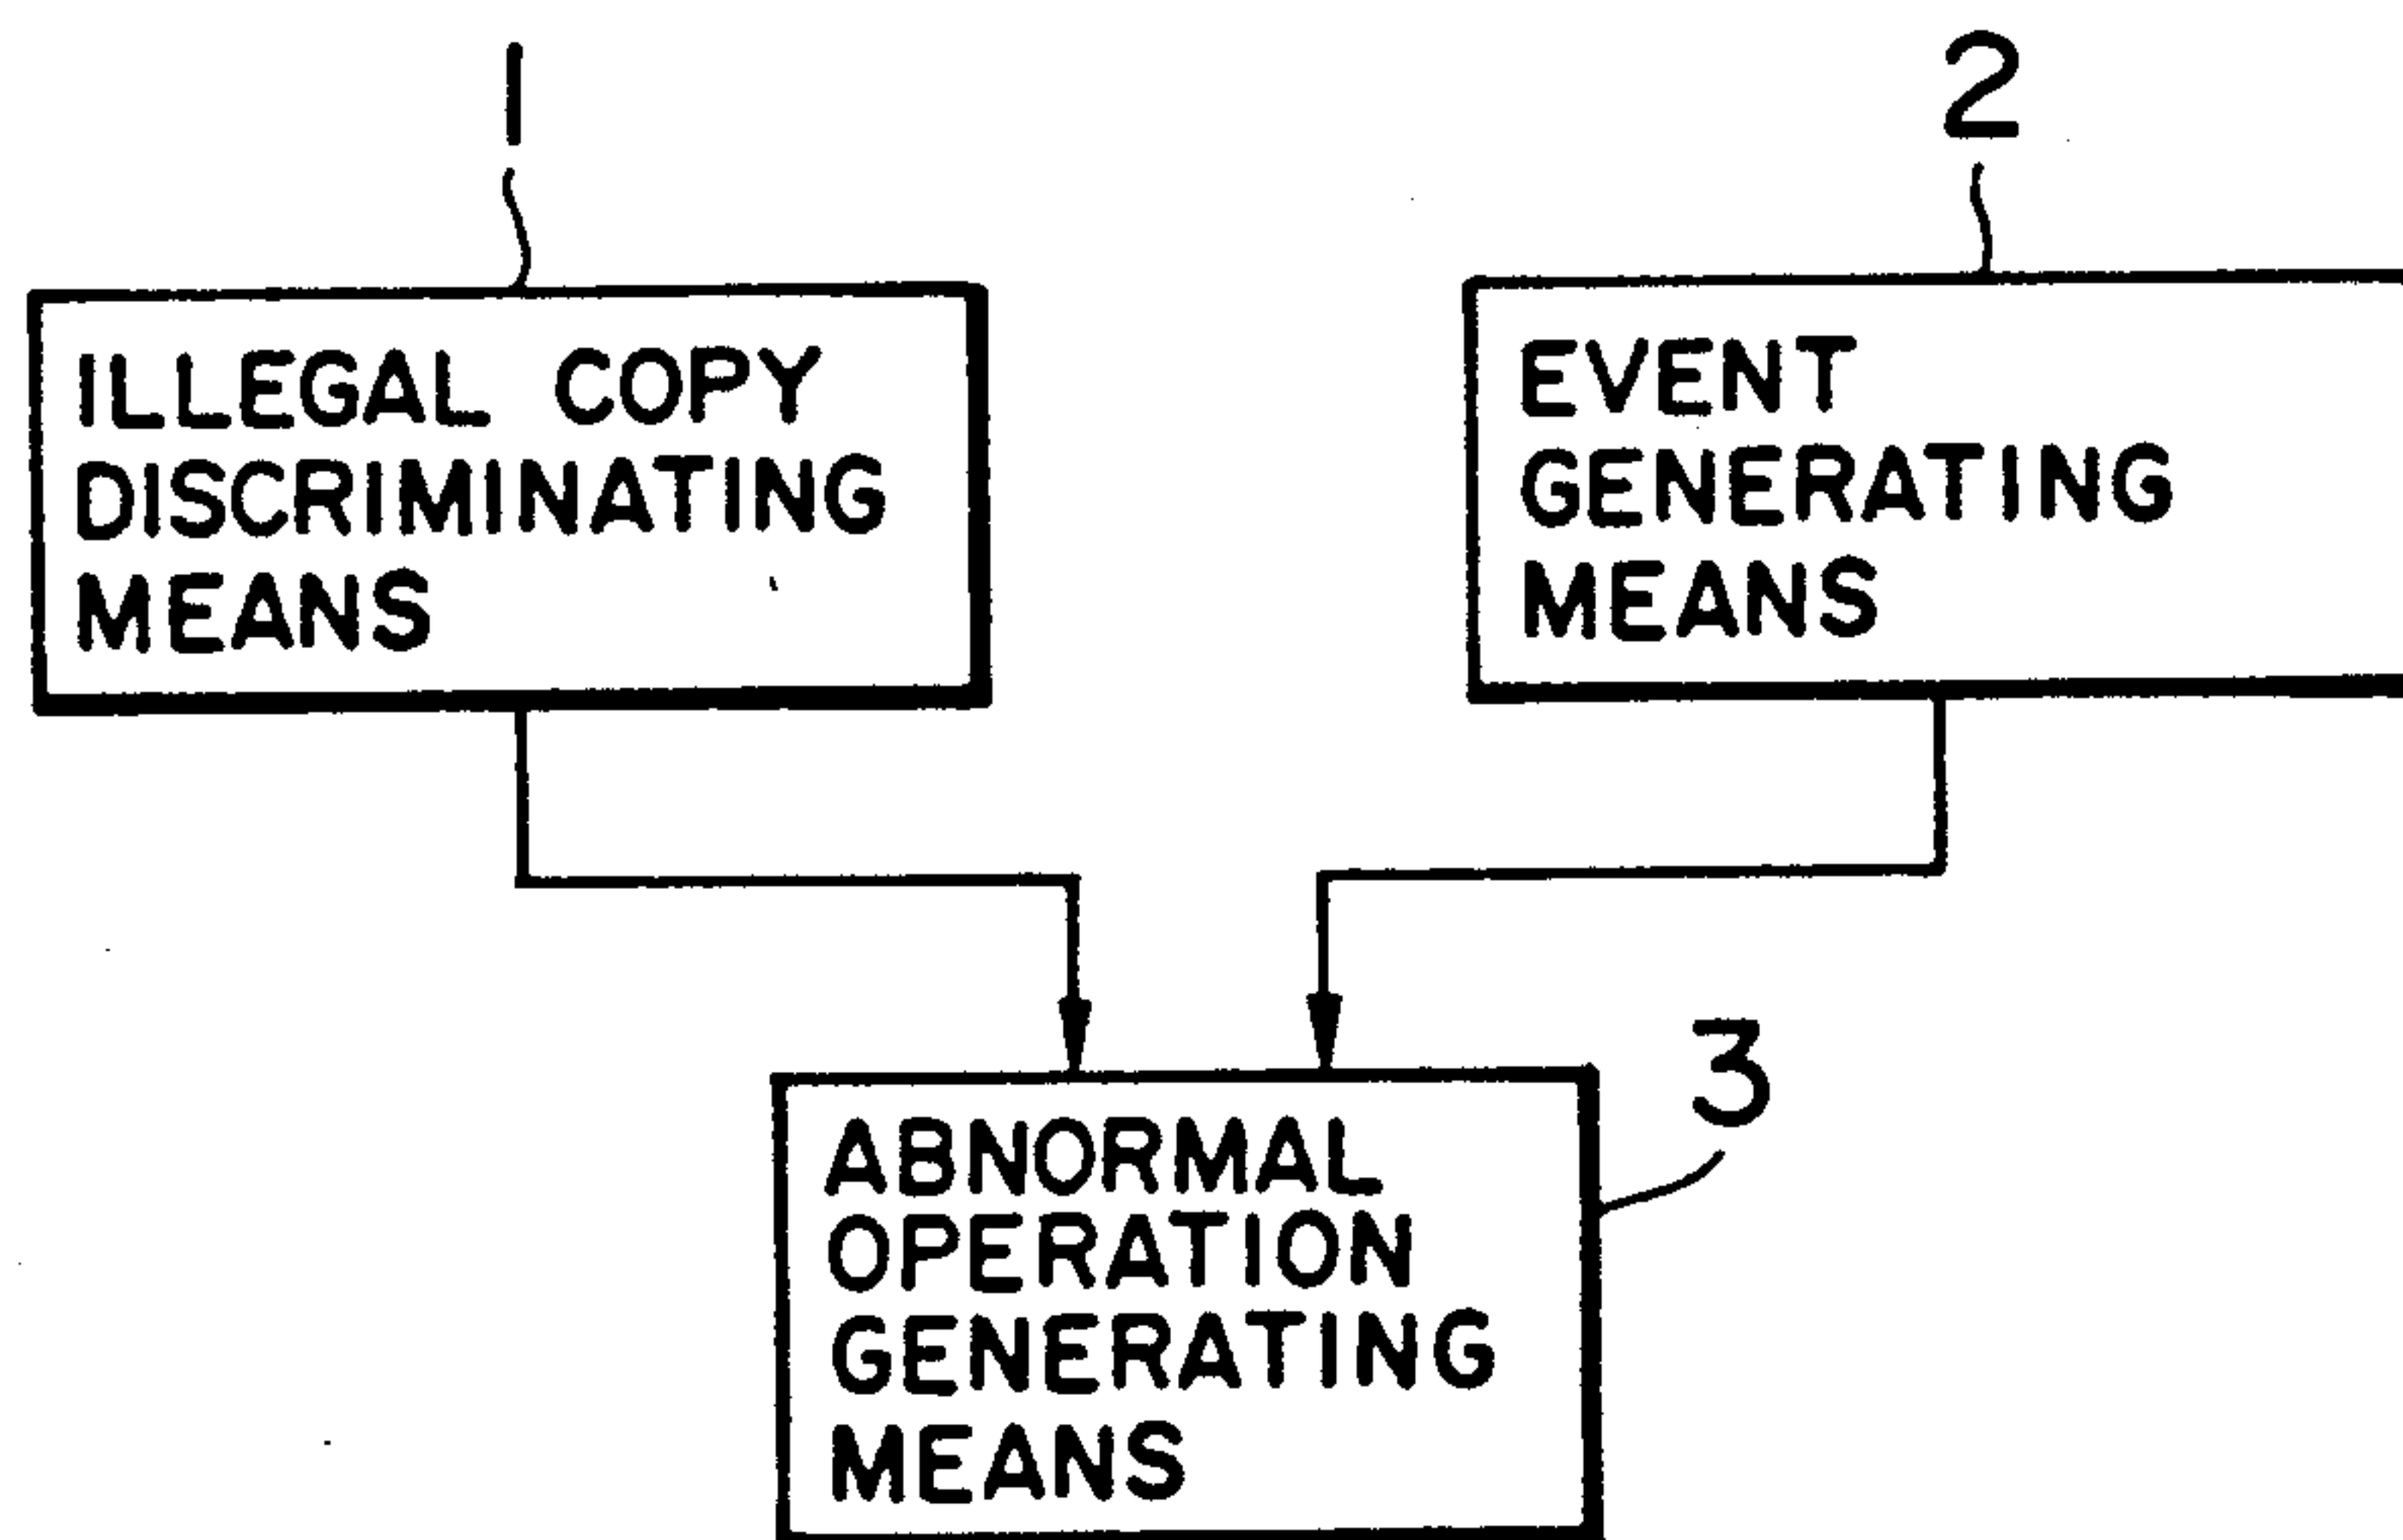 1
2
ILLEGAL COPY
DISCRIMINATING
MEANS
EVENT
GENERATING
MEANS
3
ABNORMAL
OPERATION
GENERATING
MEANS